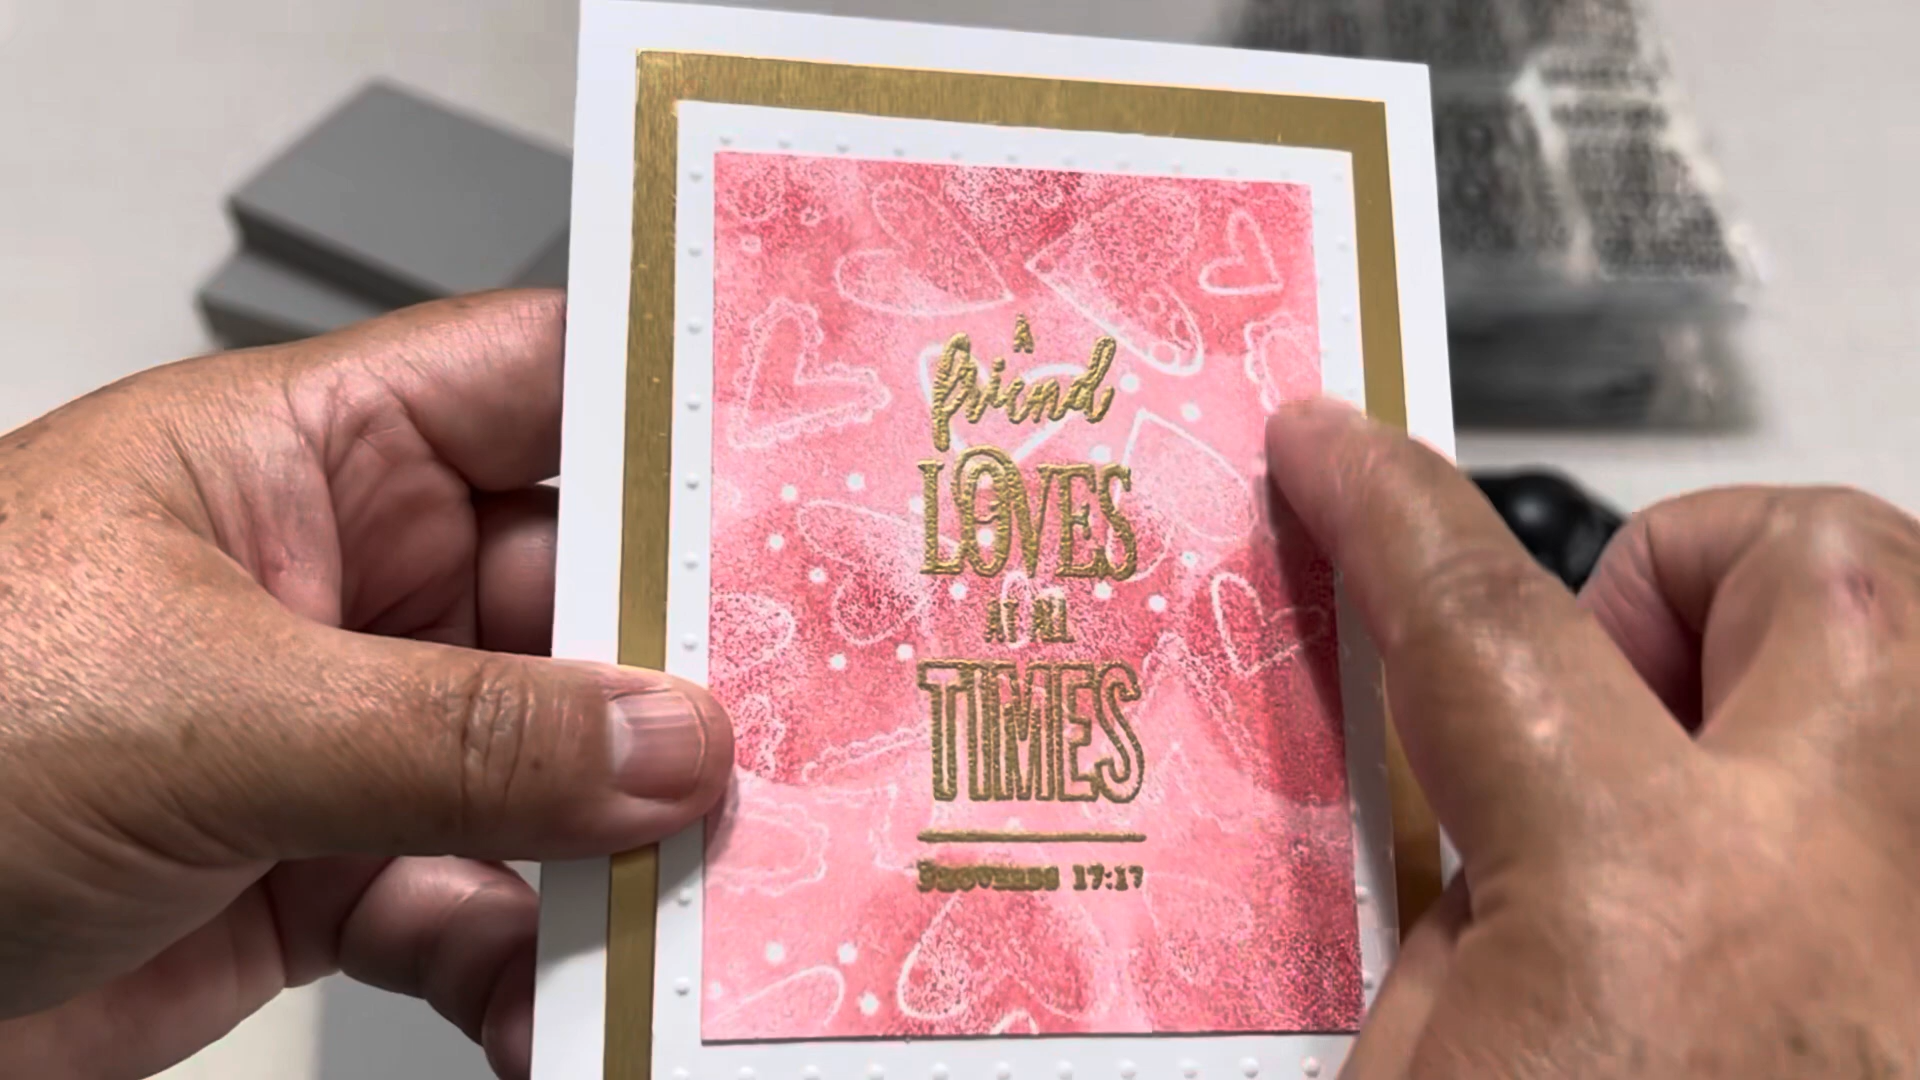 A
friend
LOVES
AT ALL
TIMES
PROVERBS 17:17